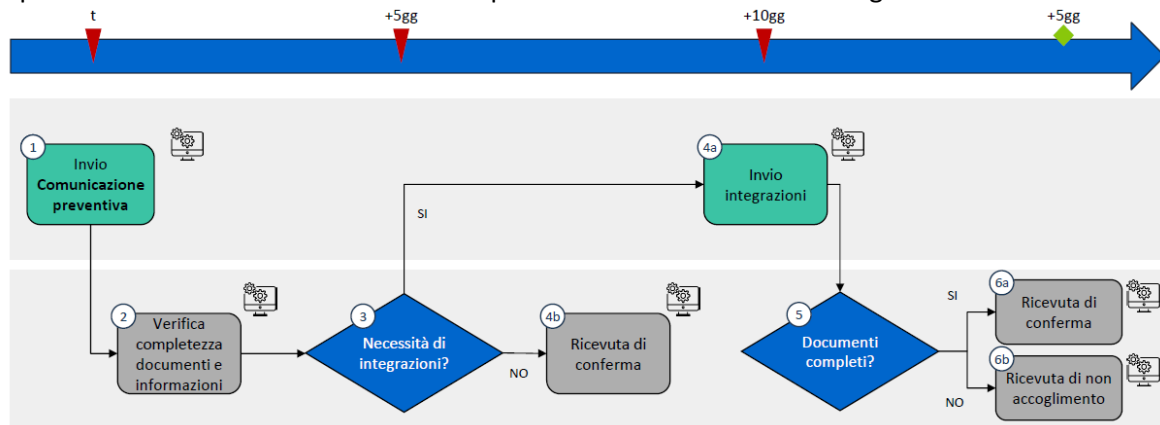 t
+5gg
+10gg
+5gg
1
Invio
Comunicazione
preventiva
4a
Invio
integrazioni
SI
2
Verifica
completezza
documenti e
informazioni
3
Necessità di
integrazioni?
NO
4b
Ricevuta di
conferma
5
Documenti
completi?
SI
6a
Ricevuta di
conferma
NO
6b
Ricevuta di non
accoglimento